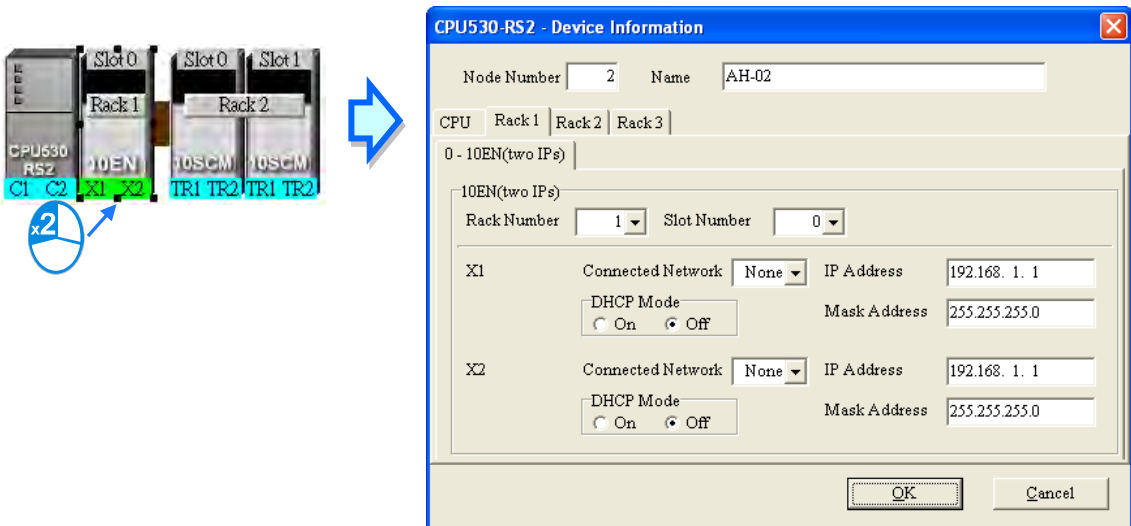 Slot 0
Slot 0
Slot 1
Rack 1
Rack 2
CPU530
RS2
10EN
10SCM
10SCM
C1 C2
X1 X2
TR1 TR2
TR1 TR2
x2
CPU530-RS2 - Device Information
Node Number 2 Name AH-02
CPU Rack 1 Rack 2 Rack 3
0 - 10EN(two IPs)
10EN(two IPs)
Rack Number 1 Slot Number 0
X1 Connected Network None IP Address 192.168. 1. 1
DHCP Mode
On Off
Mask Address 255.255.255.0
X2 Connected Network None IP Address 192.168. 1. 1
DHCP Mode
On Off
Mask Address 255.255.255.0
OK Cancel